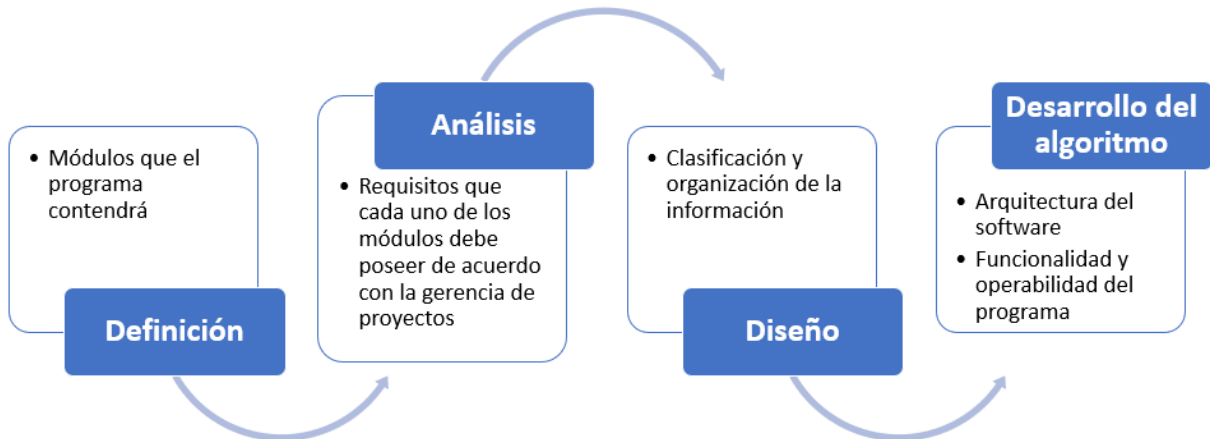 • Módulos que el
programa
contendrá
Definición
Análisis
• Requisitos que
cada uno de los
módulos debe
poseer de acuerdo
con la gerencia de
proyectos
• Clasificación y
organización de la
información
Diseño
Desarrollo del
algoritmo
• Arquitectura del
software
• Funcionalidad y
operabilidad del
programa